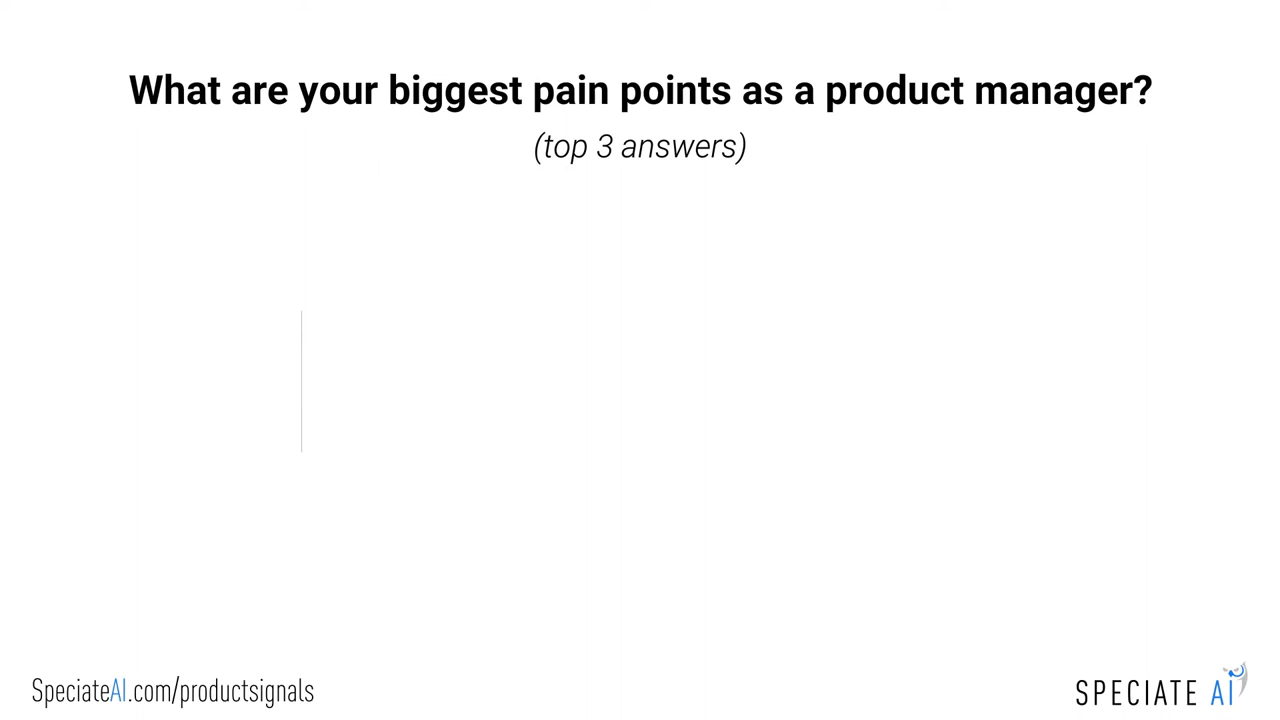 What are your biggest pain points as a product manager?
(top 3 answers)
SpeciateAI.com/productsignals
SPECIATE AI